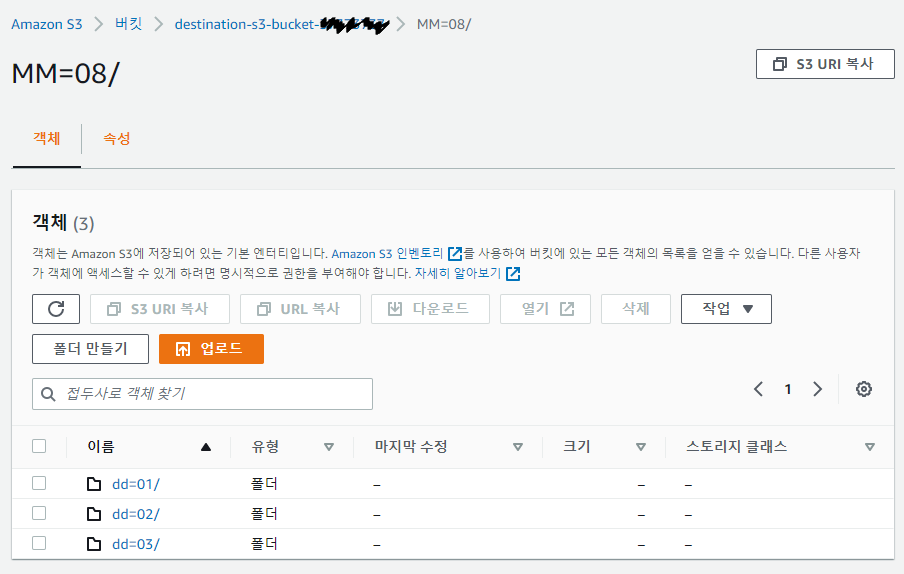 Amazon S3 > 버킷 > destination-s3-bucket- > MM=08/
MM=08/
S3 URI 복사
객체 속성
객체 (3)
객체는 Amazon S3에 저장되어 있는 기본 엔터티입니다. Amazon S3 인벤토리를 사용하여 버킷에 있는 모든 객체의 목록을 얻을 수 있습니다. 다른 사용자
가 객체에 액세스할 수 있게 하려면 명시적으로 권한을 부여해야 합니다. 자세히 알아보기
S3 URI 복사 URL 복사 다운로드 열기 삭제 작업
폴더 만들기 업로드
접두사로 객체 찾기 1
이름 유형 마지막 수정 크기 스토리지 클래스
dd=01/ 폴더 – – –
dd=02/ 폴더 – – –
dd=03/ 폴더 – – –